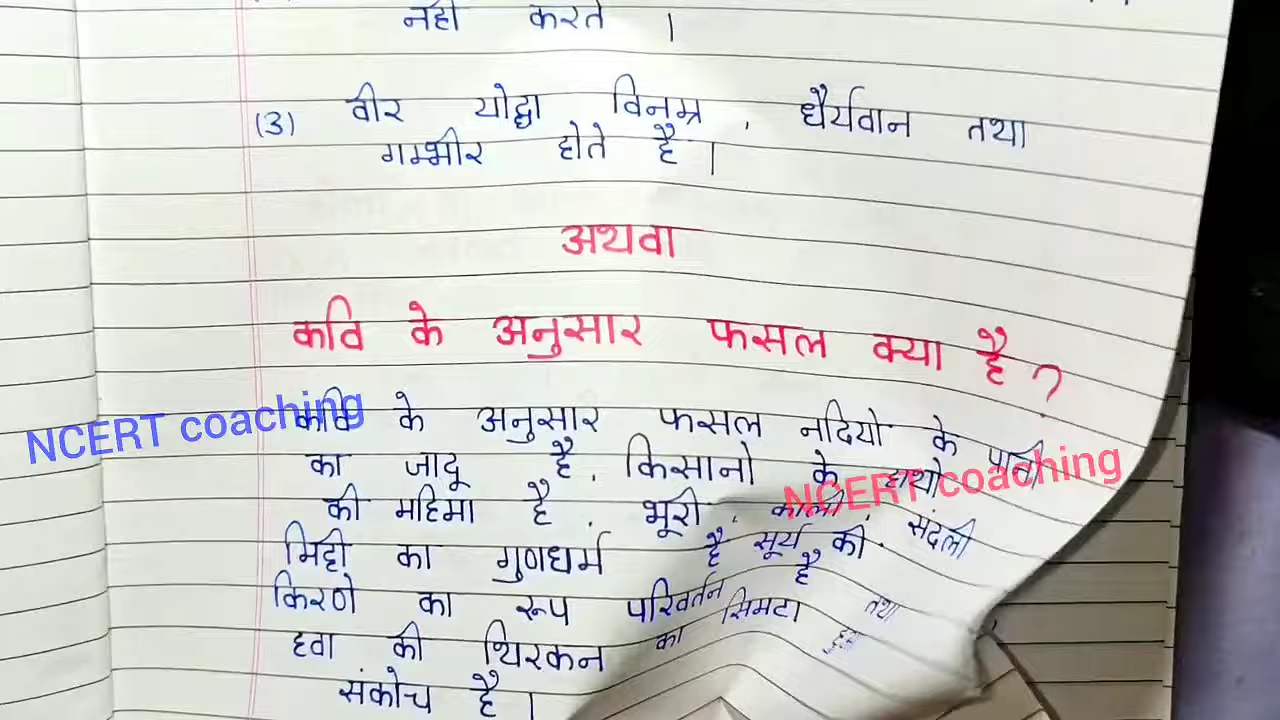 नहीं करते ।
(3) वीर योद्धा विनम्र , धैर्यवान तथा
गम्भीर होते है ।
अथवा
कवि के अनुसार फसल क्या है ?
कवि के अनुसार फसल नदियो के पानी
का जादू है , किसानो के हाथो
की महिमा है , भूरी , काली , संदली
मिट्टी का गुणधर्म है सूर्य की
किरणो का रूप परिवर्तन है तथा
हवा की थिरकन का सिमटा हुआ
संकोच है ।
NCERT coaching
NCERT coaching